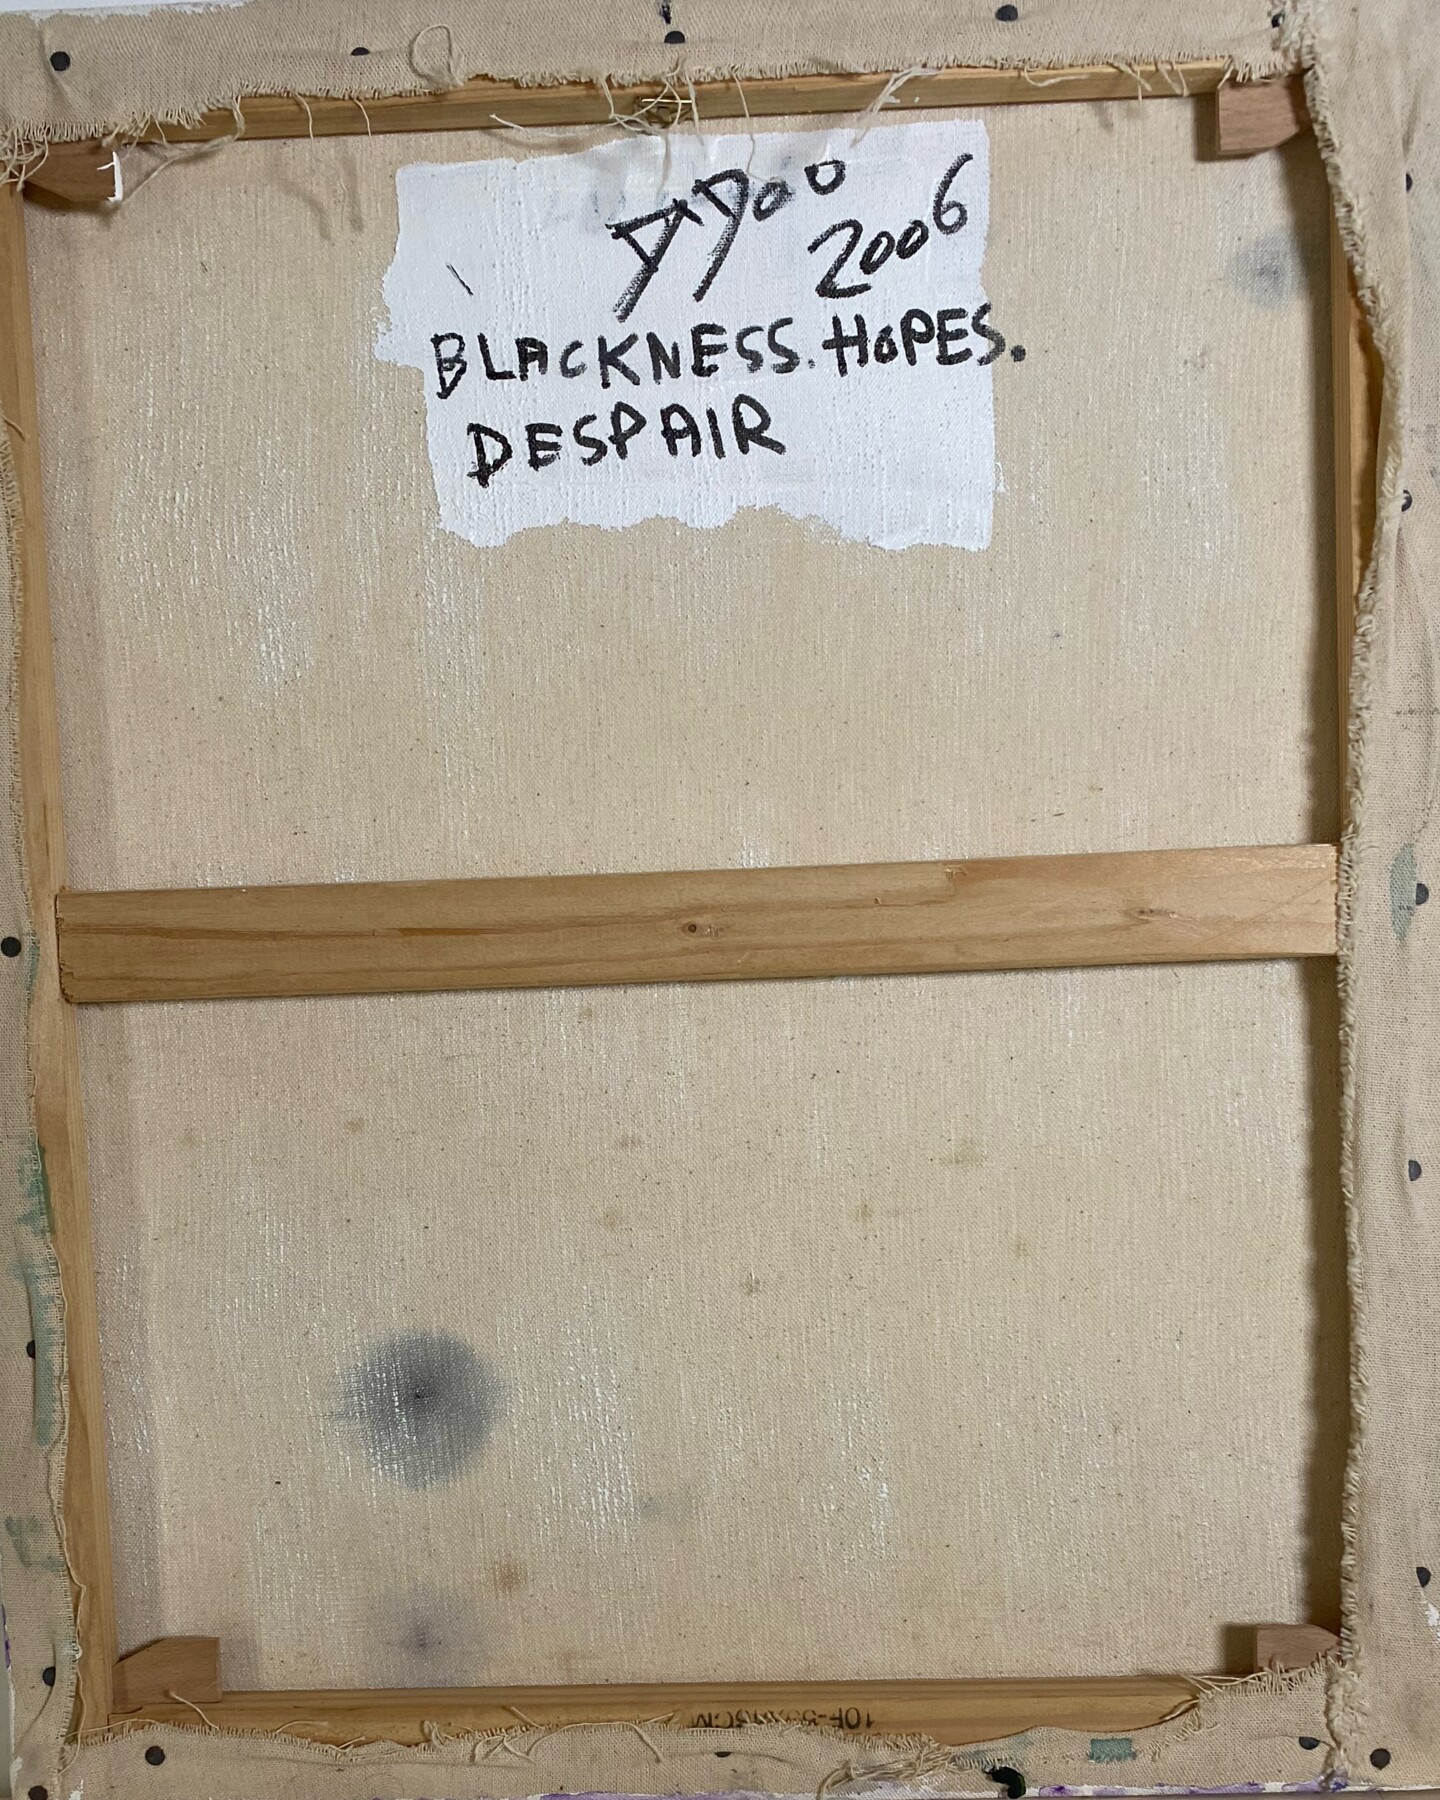 2006
BLACKNESS. HOPES.
DESPAIR